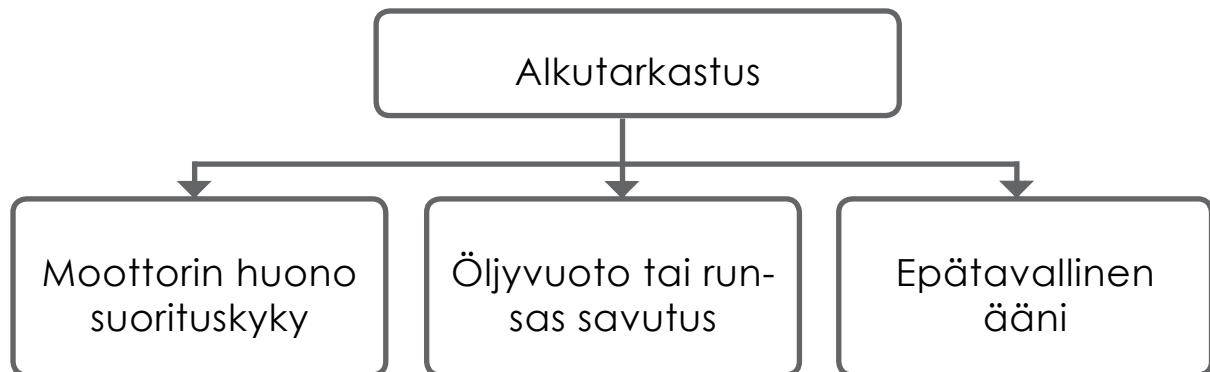 Alkutarkastus
Moottorin huono
suorituskyky
Öljyvuoto tai run-
sas savutus
Epätavallinen
ääni